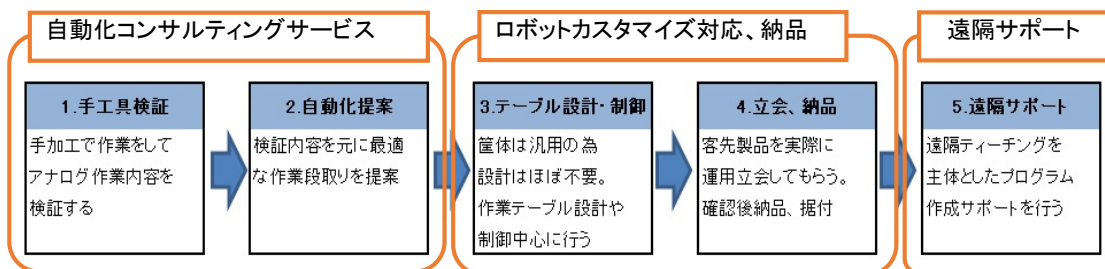 自動化コンサルティングサービス
ロボットカスタマイズ対応、納品
遠隔サポート
1.手工具検証
手加工で作業をして
アナログ作業内容を
検証する
2.自動化提案
検証内容を元に最適
な作業段取りを提案
3.テーブル設計・制御
筐体は汎用の為
設計はほぼ不要。
作業テーブル設計や
制御中心に行う
4.立会、納品
客先製品を実際に
運用立会してもらう。
確認後納品、据付
5.遠隔サポート
遠隔ティーチングを
主体としたプログラム
作成サポートを行う